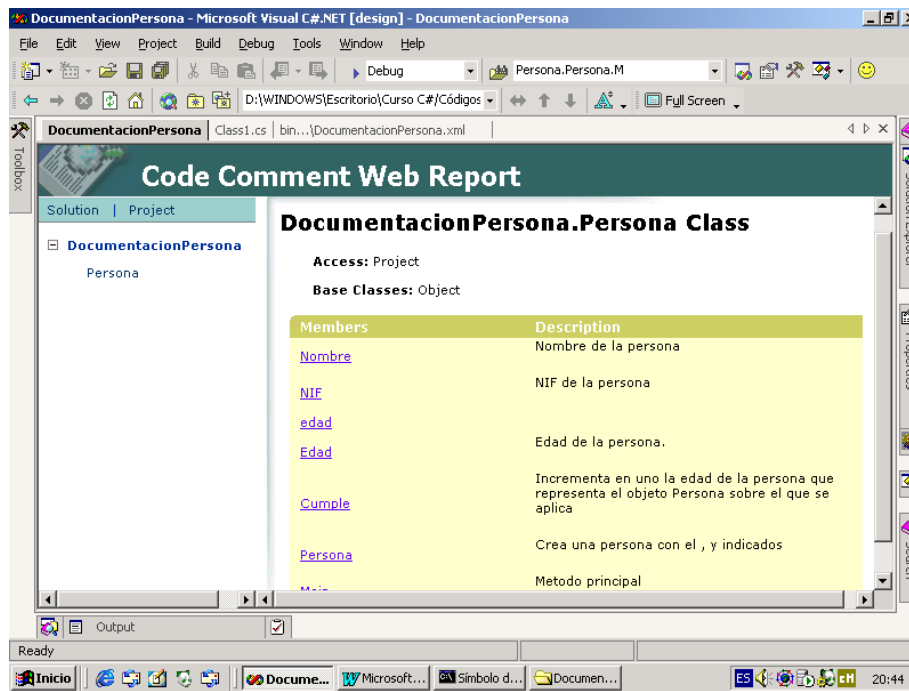 DocumentacionPersona - Microsoft Visual C#.NET [design] - DocumentacionPersona
File Edit View Project Build Debug Tools Window Help
Debug Persona.Persona.M
D:\WINDOWS\Escritorio\Curso C#/Códigos Full Screen
DocumentacionPersona Class1.cs bin...\DocumentacionPersona.xml
Toolbox
Code Comment Web Report
Solution | Project
DocumentacionPersona
Persona
DocumentacionPersona.Persona Class
Access: Project
Base Classes: Object
Members Description
Nombre Nombre de la persona
NIF NIF de la persona
edad
Edad Edad de la persona.
Cumple Incrementa en uno la edad de la persona que
representa el objeto Persona sobre el que se
aplica
Persona Crea una persona con el , y indicados
Metodo principal
Output
Ready
Inicio Docume... Microsoft... Símbolo d... Documen... ES 20:44